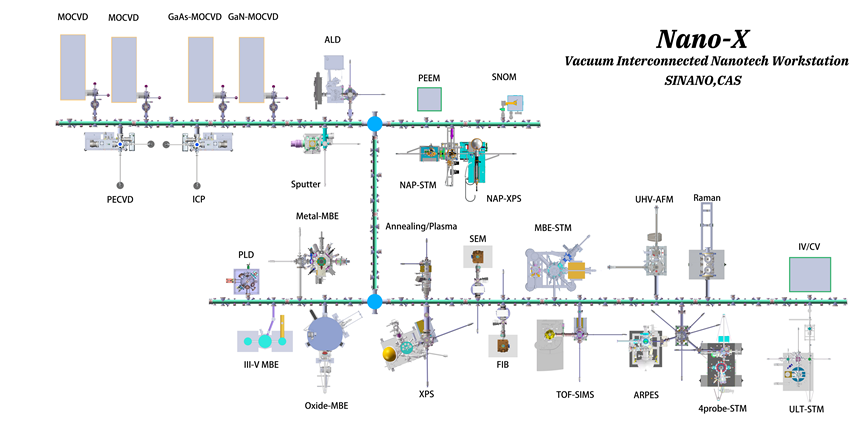 MOCVD
MOCVD
GaAs-MOCVD
GaN-MOCVD
ALD
Nano-X
Vacuum Interconnected Nanotech Workstation
SINANO,CAS
PEEM
SNOM
PECVD
ICP
Sputter
NAP-STM
NAP-XPS
Metal-MBE
Annealing/Plasma
UHV-AFM
Raman
PLD
SEM
MBE-STM
IV/CV
III-V MBE
Oxide-MBE
XPS
FIB
TOF-SIMS
ARPES
4probe-STM
ULT-STM